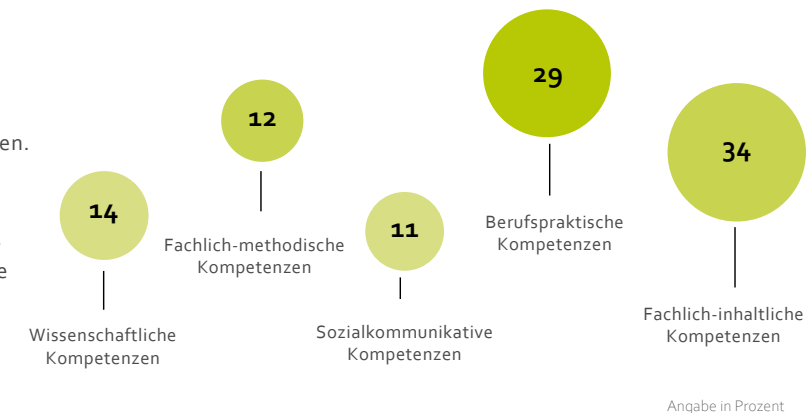 en.
e
14
Wissenschaftliche
Kompetenzen
12
Fachlich-methodische
Kompetenzen
11
Sozialkommunikative
Kompetenzen
29
Berufspraktische
Kompetenzen
34
Fachlich-inhaltliche
Kompetenzen
Angabe in Prozent